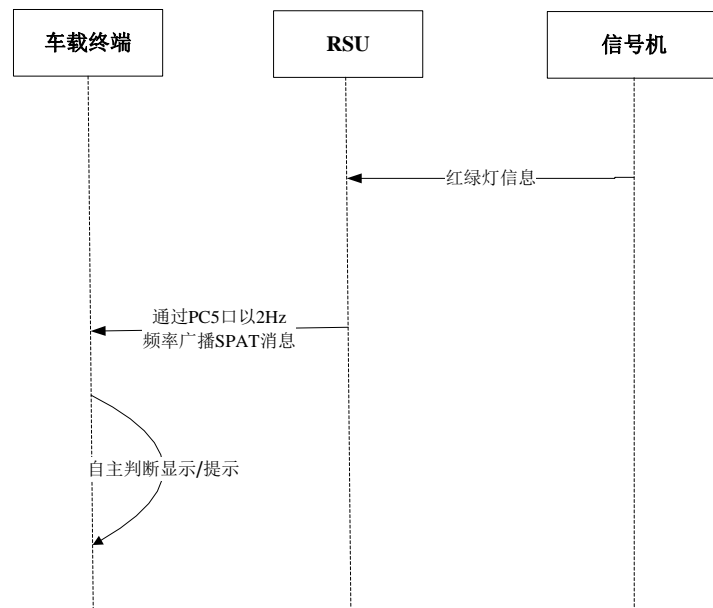 车载终端
RSU
信号机
红绿灯信息
通过PC5口以2Hz
频率广播SPAT消息
自主判断显示/提示